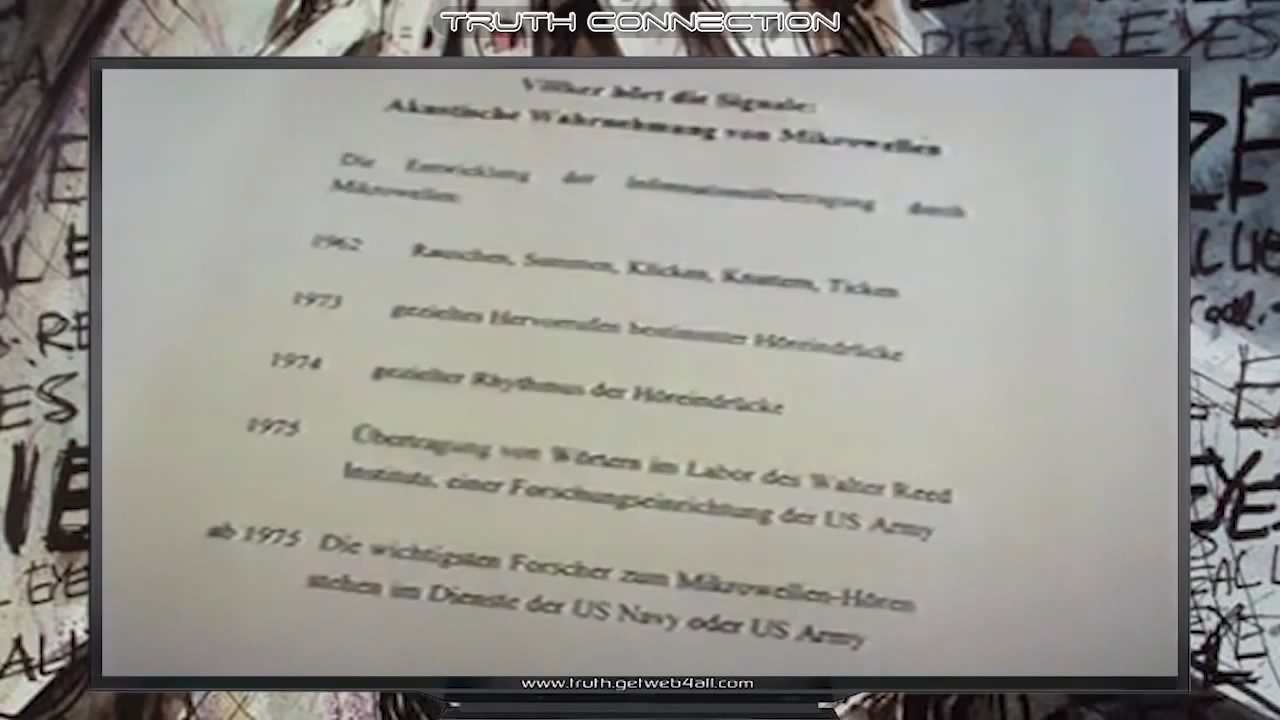 TRUTH CONNECTION
REAL EYES
Völker hört die Signale:
Akustische Wahrnehmung von Mikrowellen
Die Entwicklung der Informationsübertragung durch
Mikrowellen:
1962 Rauschen, Summen, Klicken, Knattern, Ticken
1973 gezieltes Hervorrufen bestimmter Höreindrücke
1974 gezielter Rhythmus der Höreindrücke
1975 Übertragung von Wörtern im Labor des Walter Reed
Instituts, einer Forschungseinrichtung der US Army
ab 1975 Die wichtigsten Forscher zum Mikrowellen-Hören
stehen im Dienste der US Navy oder US Army
www.truth.getweb4all.com